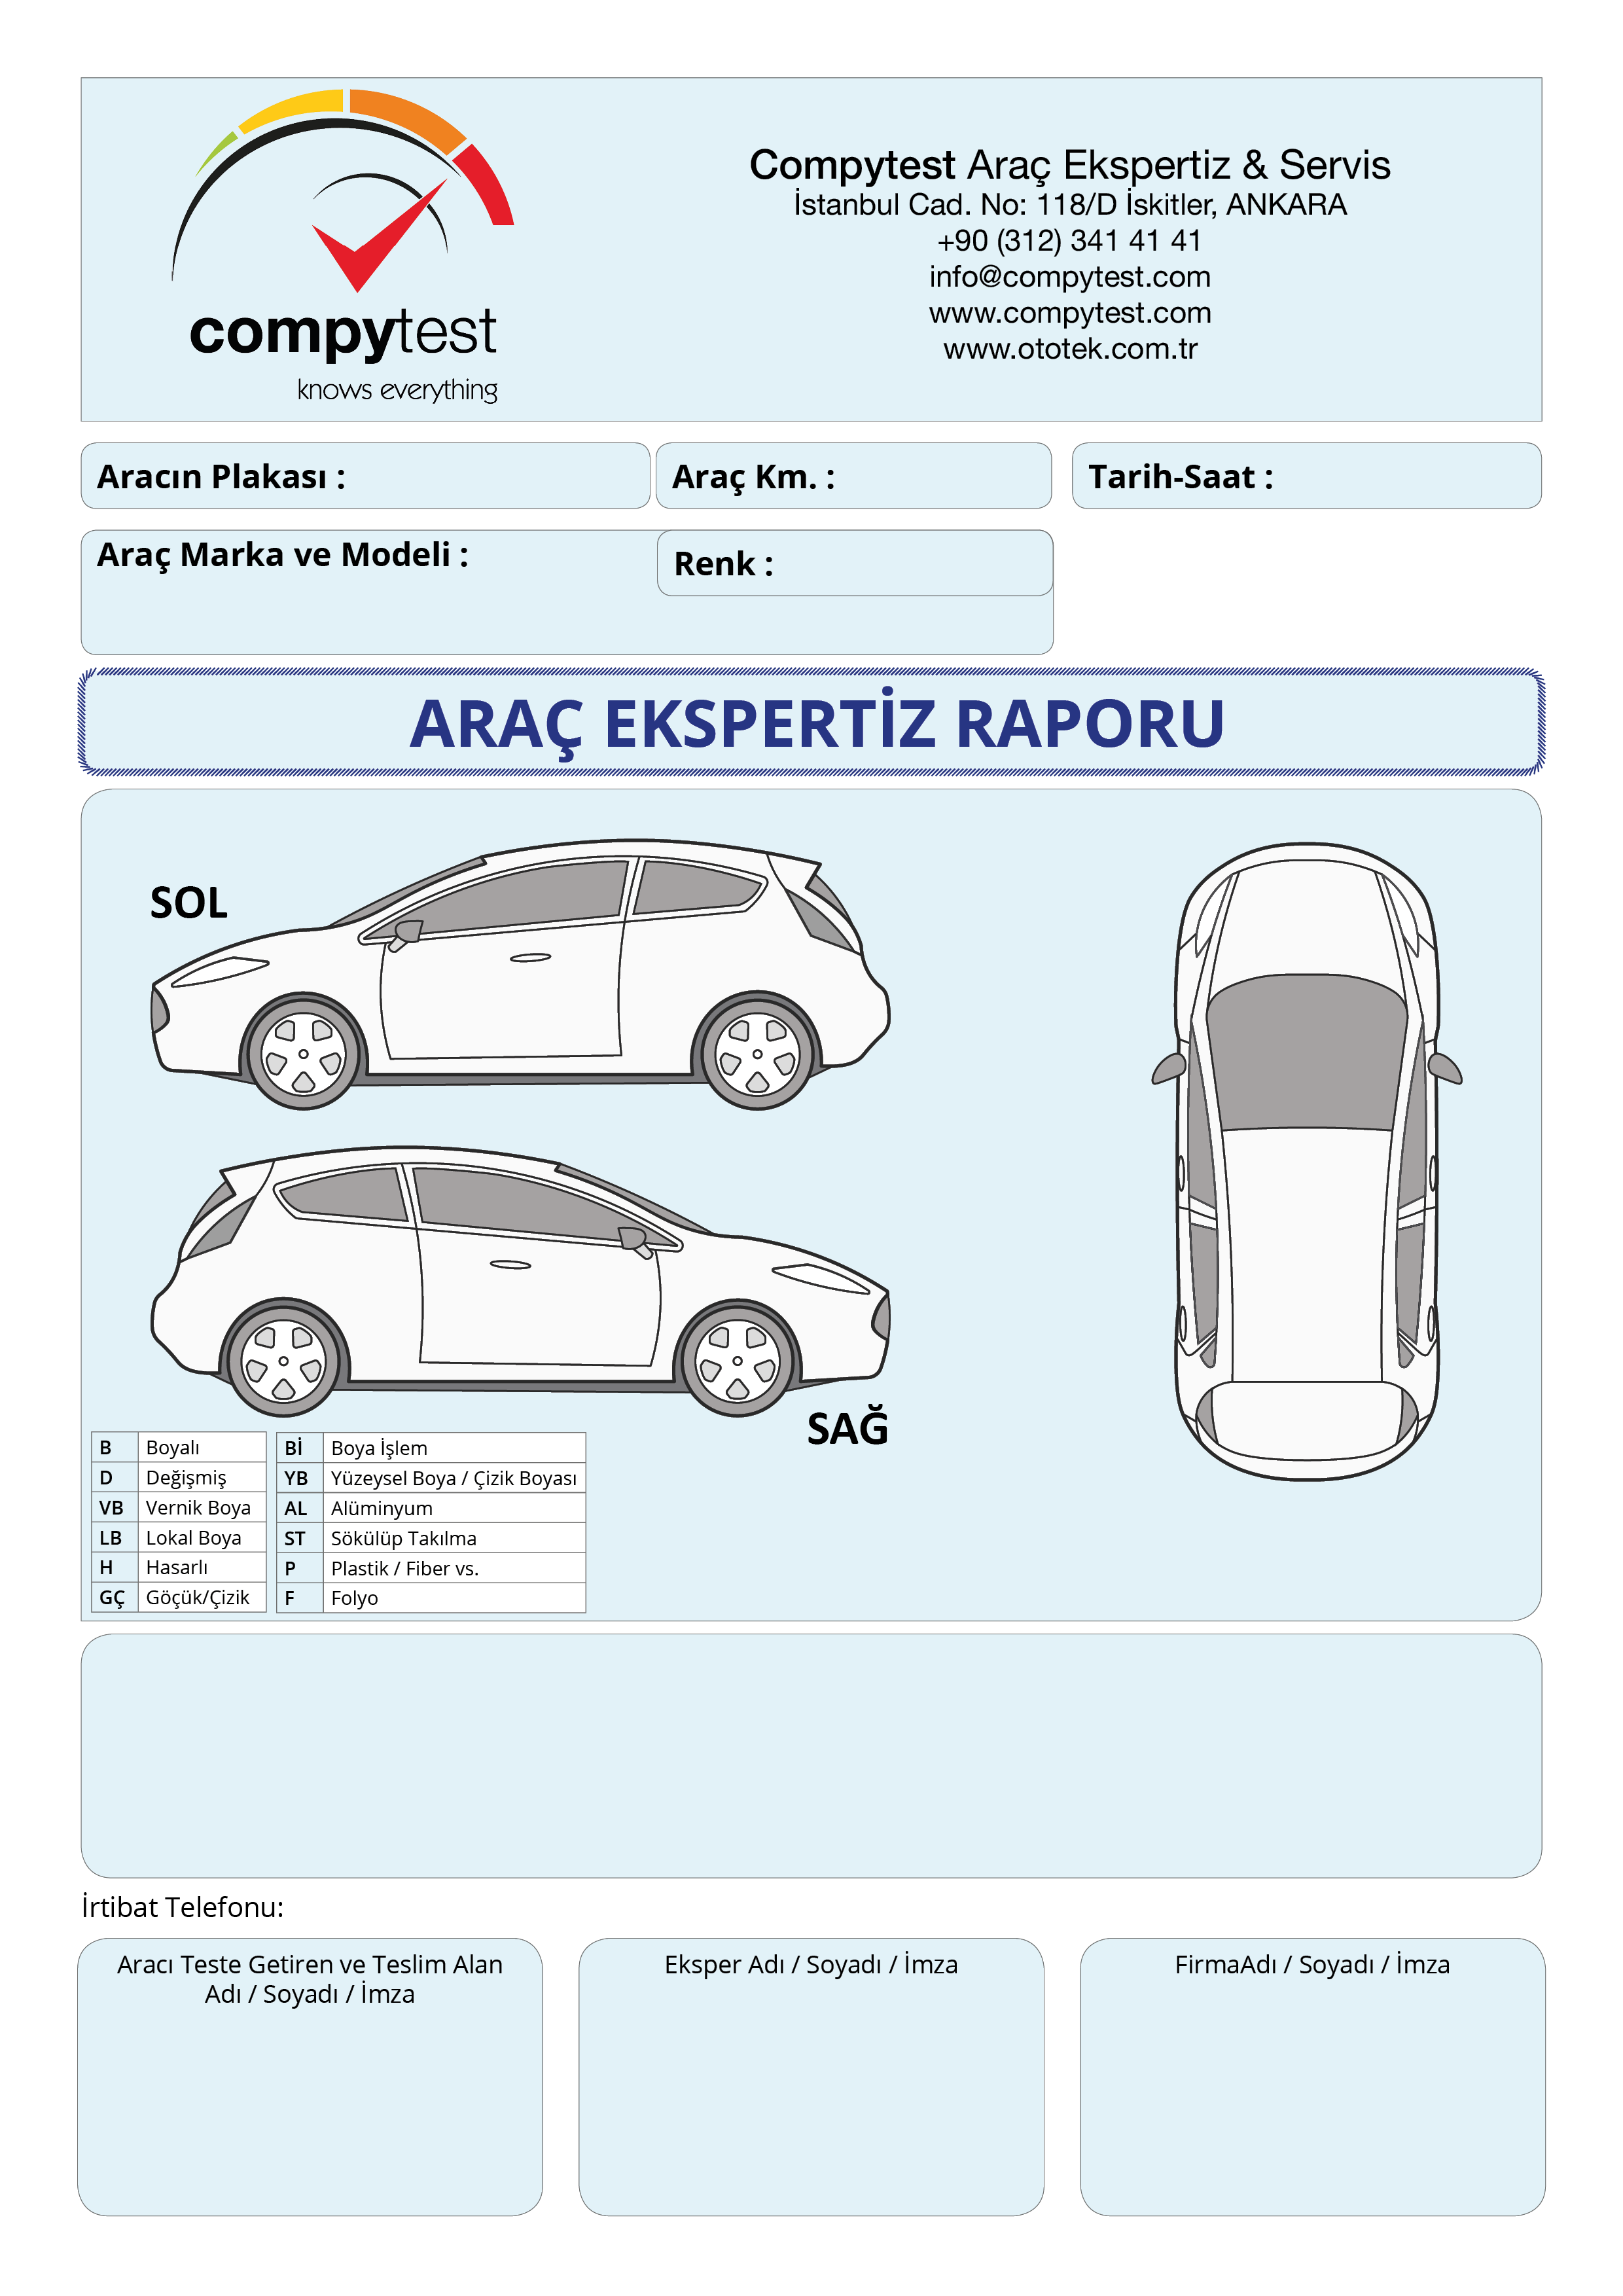 compytest
knows everything
Compytest Araç Ekspertiz & Servis
İstanbul Cad. No: 118/D İskitler, ANKARA
+90 (312) 341 41 41
info@compytest.com
www.compytest.com
www.ototek.com.tr
Aracın Plakası :
Araç Km. :
Tarih-Saat :
Araç Marka ve Modeli :
Renk :
ARAÇ EKSPERTİZ RAPORU
SOL
SAĞ
B Boyalı
D Değişmiş
VB Vernik Boya
LB Lokal Boya
H Hasarlı
GÇ Göçük/Çizik
Bİ Boya İşlem
YB Yüzeysel Boya / Çizik Boyası
AL Alüminyum
ST Sökülüp Takılma
P Plastik / Fiber vs.
F Folyo
İrtibat Telefonu:
Aracı Teste Getiren ve Teslim Alan
Adı / Soyadı / İmza
Eksper Adı / Soyadı / İmza
FirmaAdı / Soyadı / İmza